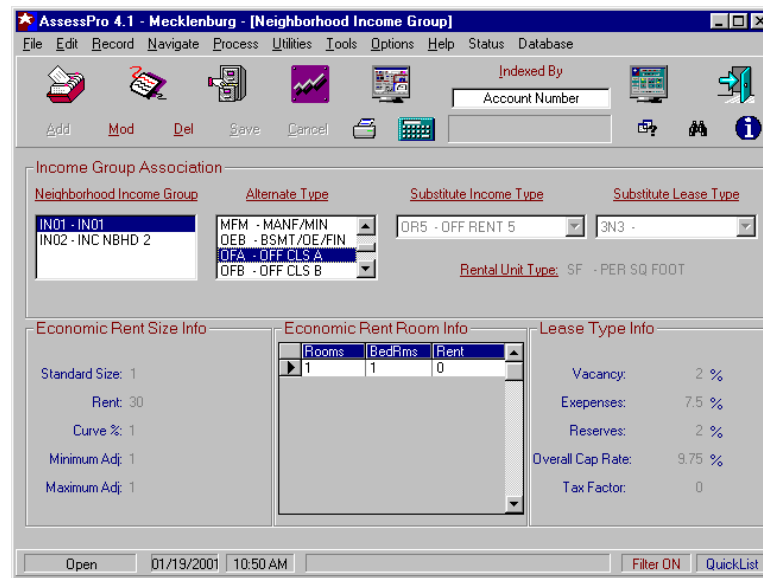 AssessPro 4.1 - Mecklenburg - [Neighborhood Income Group]
File Edit Record Navigate Process Utilities Tools Options Help Status Database
Indexed By
Account Number
Add Mod Del Save Cancel
Income Group Association
Neighborhood Income Group Alternate Type Substitute Income Type Substitute Lease Type
IN01 - IN01
IN02 - INC NBHD 2
MFM - MANF/MIN
OEB - BSMT/OE/FIN
OFA - OFF CLS A
OFB - OFF CLS B
OR5 - OFF RENT 5
3N3 -
Rental Unit Type: SF - PER SQ FOOT
Economic Rent Size Info
Standard Size: 1
Rent: 30
Curve %: 1
Minimum Adj: 1
Maximum Adj: 1
Economic Rent Room Info
Rooms BedRms Rent
1 1 0
Lease Type Info
Vacancy: 2 %
Exepenses: 7.5 %
Reserves: 2 %
Overall Cap Rate: 9.75 %
Tax Factor: 0
Open 01/19/2001 10:50 AM Filter ON QuickList